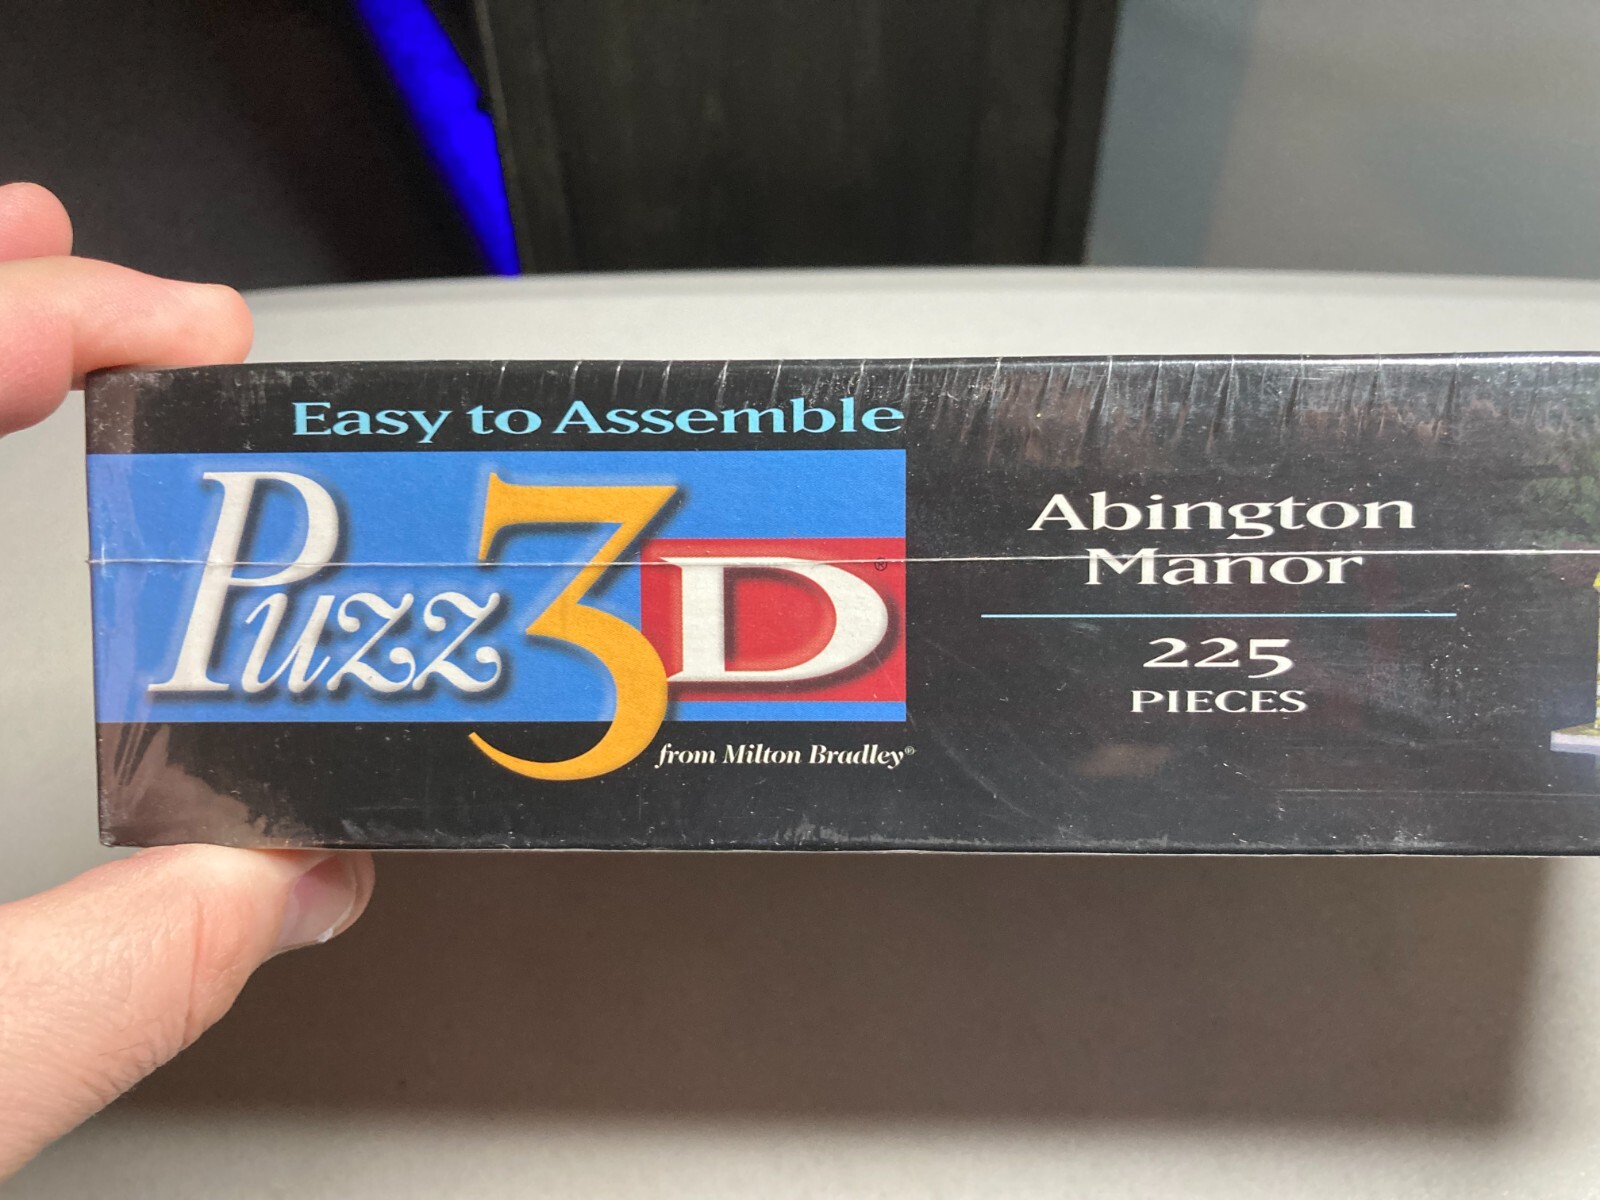 Easy to Assemble
Puzz3D®
from Milton Bradley®
Abington
Manor
225
PIECES